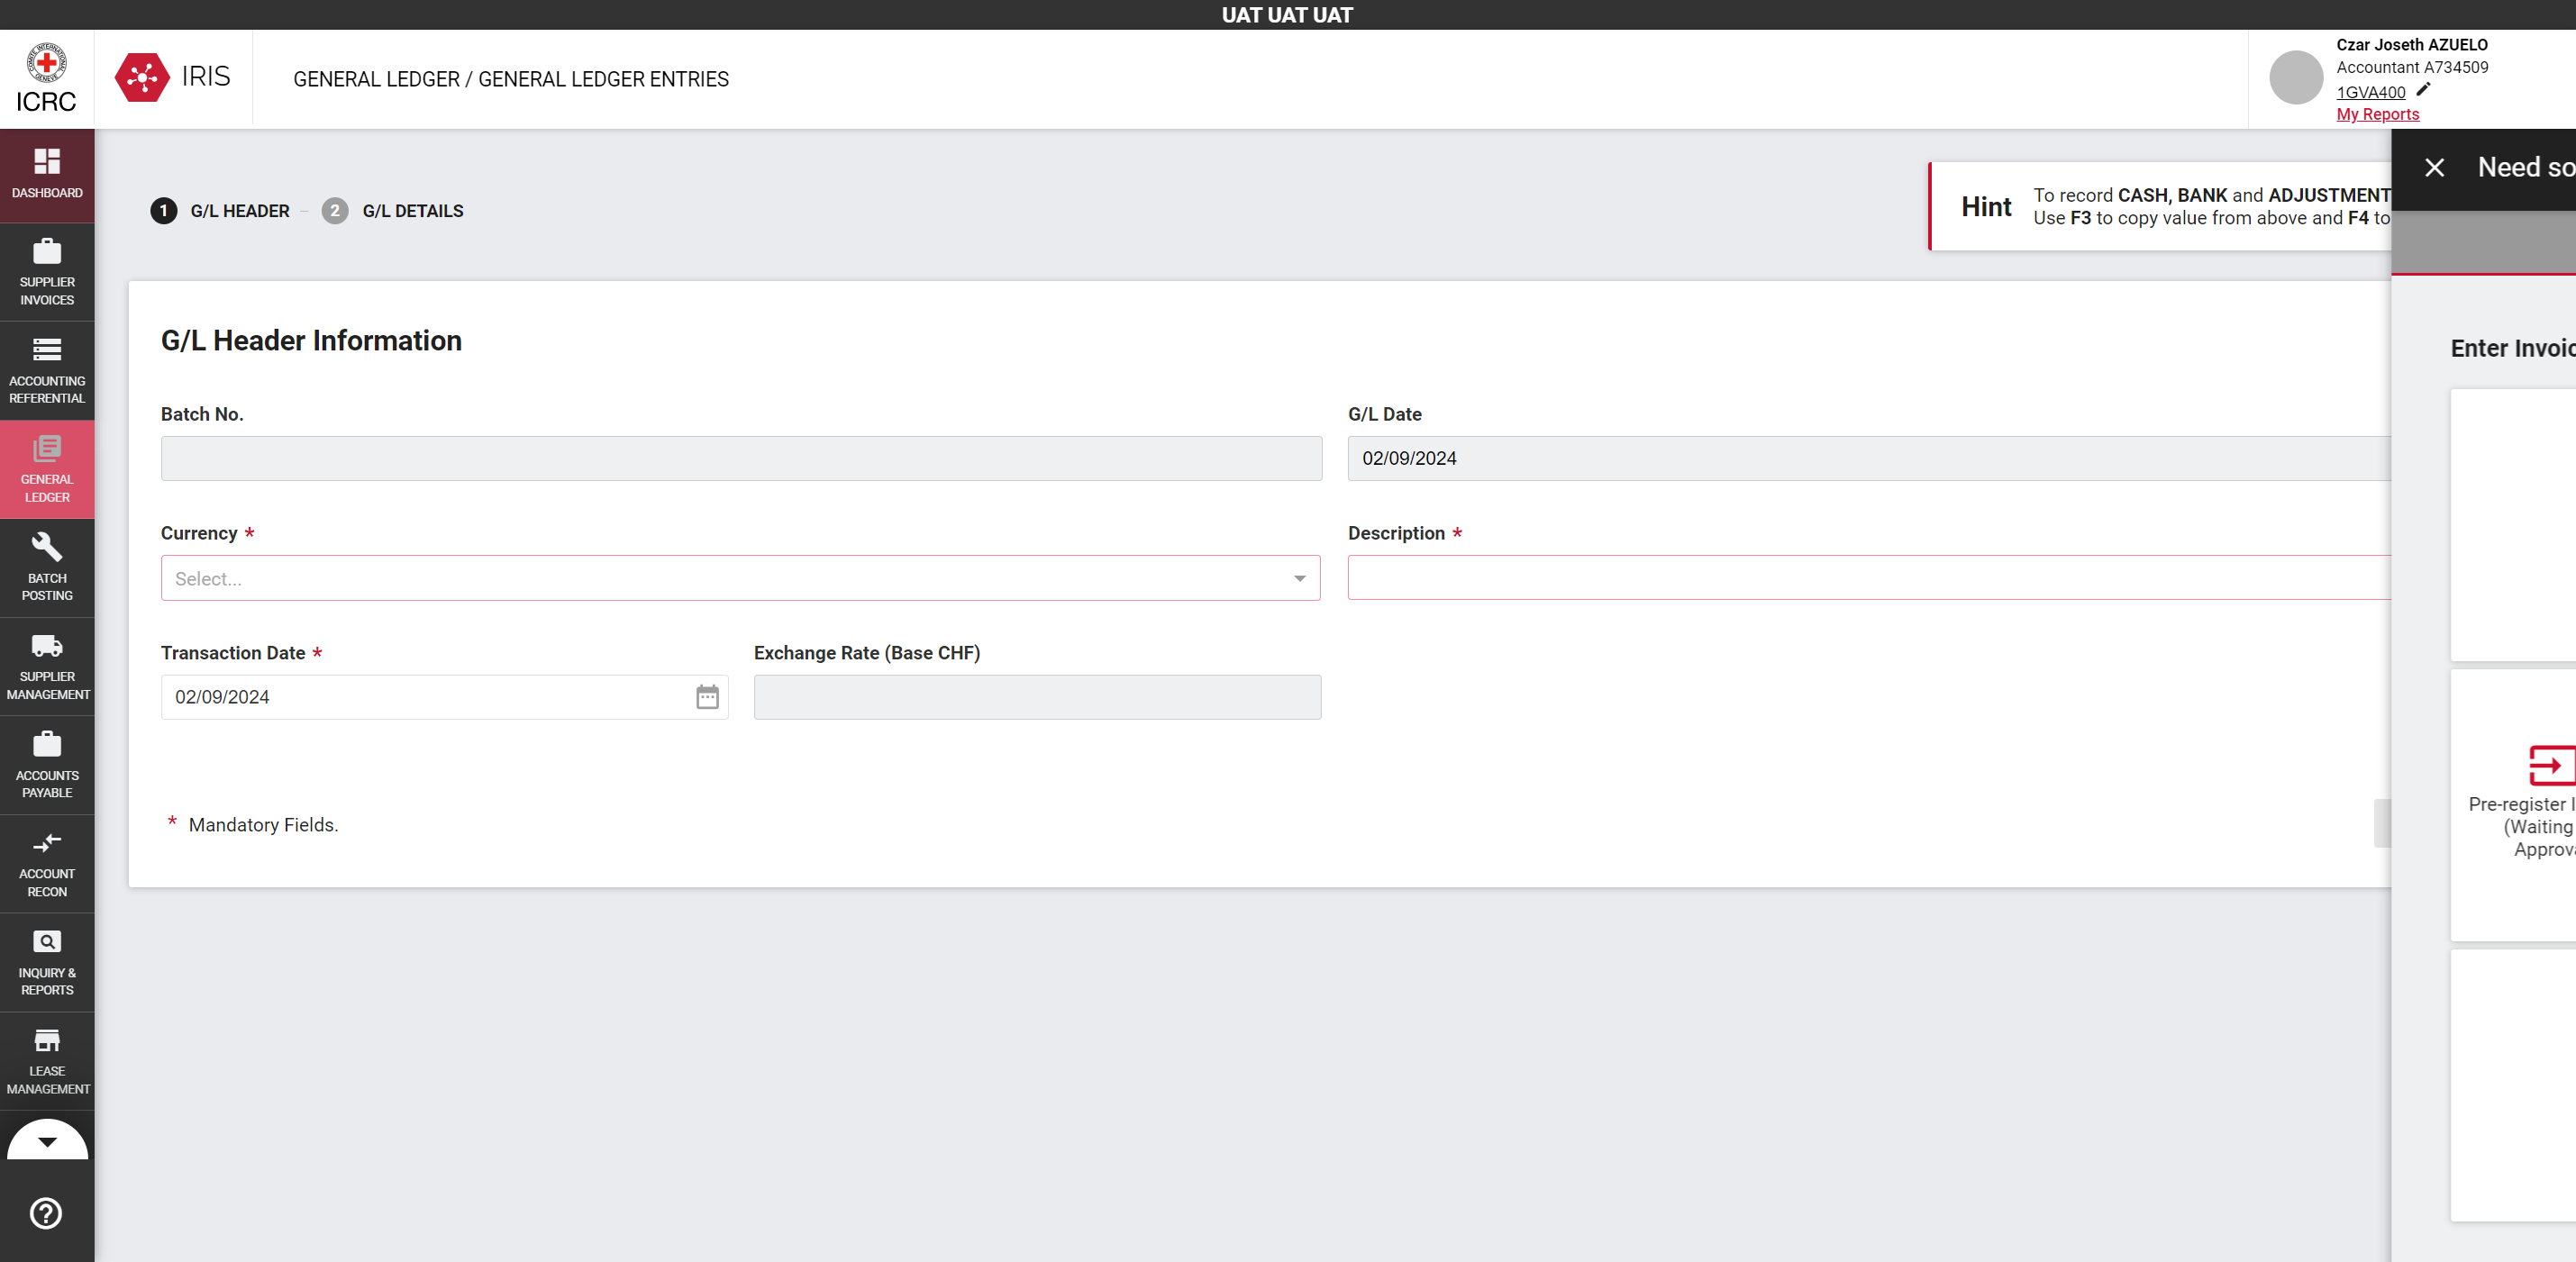 UAT UAT UAT
ICRC
IRIS
GENERAL LEDGER / GENERAL LEDGER ENTRIES
Czar Joseth AZUELO
Accountant A734509
1GVA400
My Reports
DASHBOARD
SUPPLIER
INVOICES
ACCOUNTING
REFERENTIAL
GENERAL
LEDGER
BATCH
POSTING
SUPPLIER
MANAGEMENT
ACCOUNTS
PAYABLE
ACCOUNT
RECON
INQUIRY &
REPORTS
LEASE
MANAGEMENT
1 G/L HEADER – 2 G/L DETAILS
Hint
To record CASH, BANK and ADJUSTMENT
Use F3 to copy value from above and F4 to
G/L Header Information
Batch No.
G/L Date
02/09/2024
Currency *
Select...
Description *
Transaction Date *
02/09/2024
Exchange Rate (Base CHF)
* Mandatory Fields.
Need so
Enter Invoic
Pre-register I
(Waiting
Approva